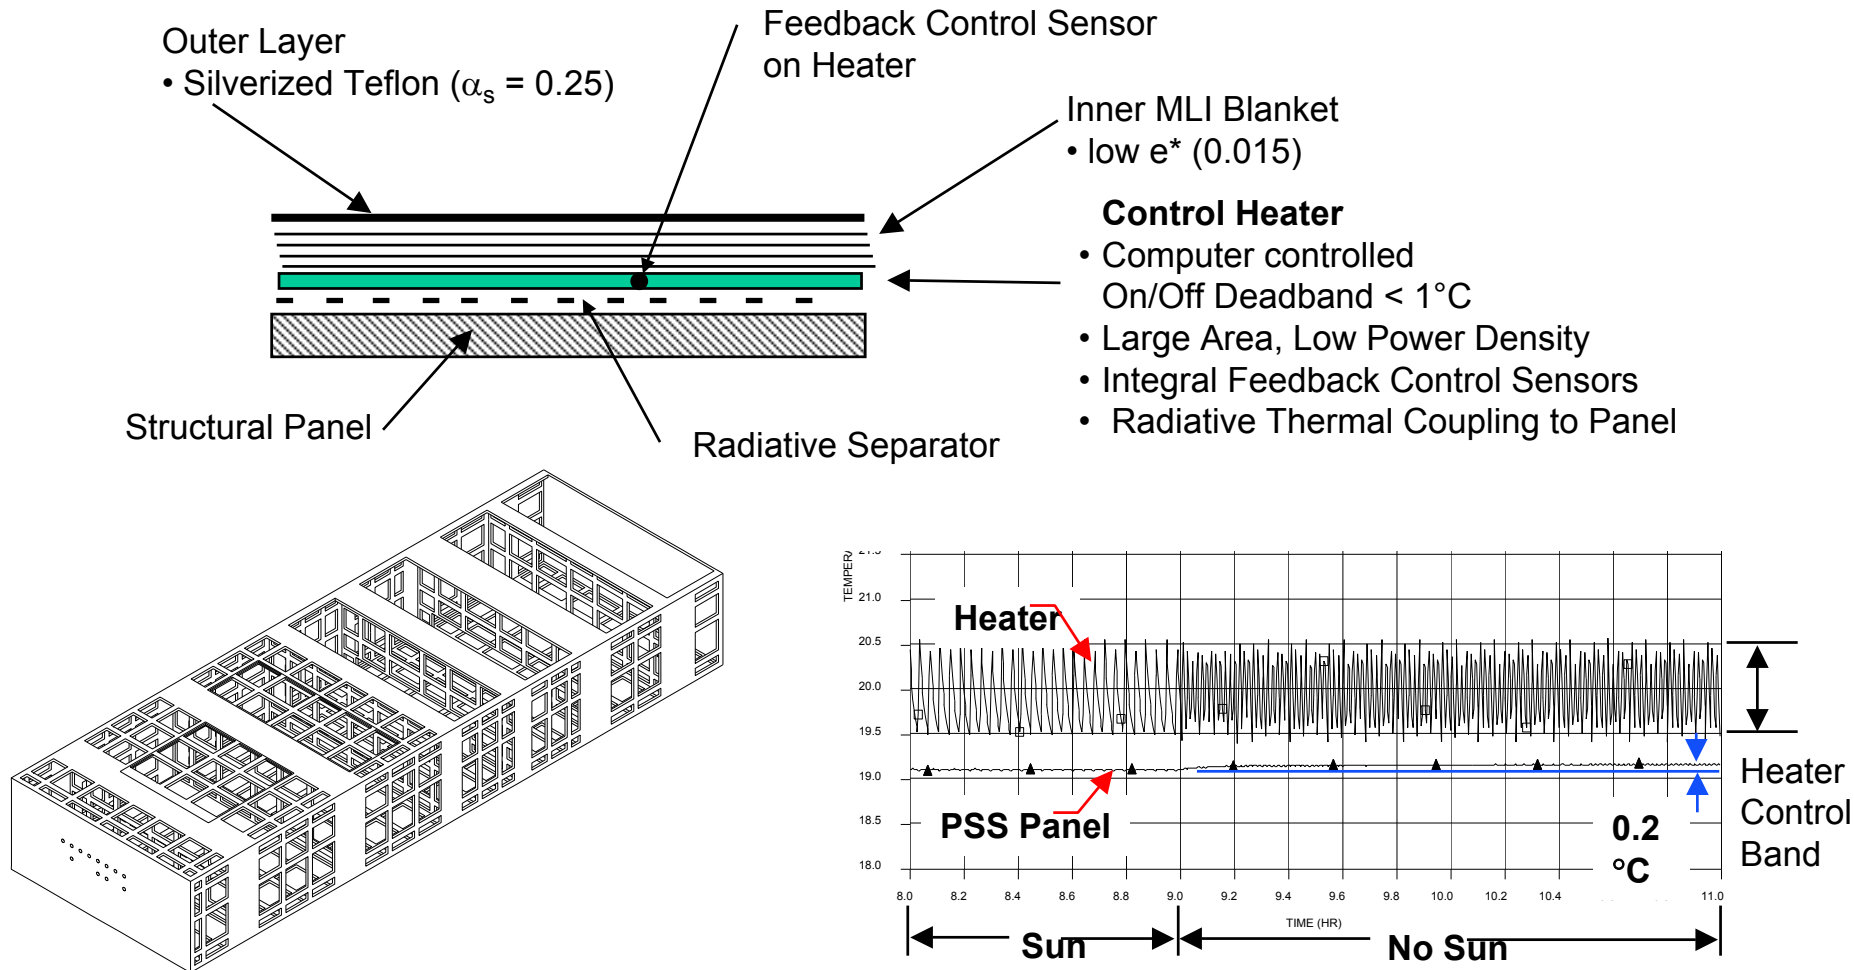 Outer Layer
• Silverized Teflon (αs = 0.25)
Feedback Control Sensor
on Heater
Inner MLI Blanket
• low e* (0.015)
Control Heater
• Computer controlled
On/Off Deadband < 1°C
• Large Area, Low Power Density
• Integral Feedback Control Sensors
• Radiative Thermal Coupling to Panel
Structural Panel
Radiative Separator
21.0
20.5
20.0
19.5
19.0
18.5
18.0
Heater
PSS Panel
0.2
°C
Heater
Control
Band
8.0 8.2 8.4 8.6 8.8 9.0 9.2 9.4 9.6 9.8 10.0 10.2 10.4 11.0
TIME (HR)
Sun
No Sun